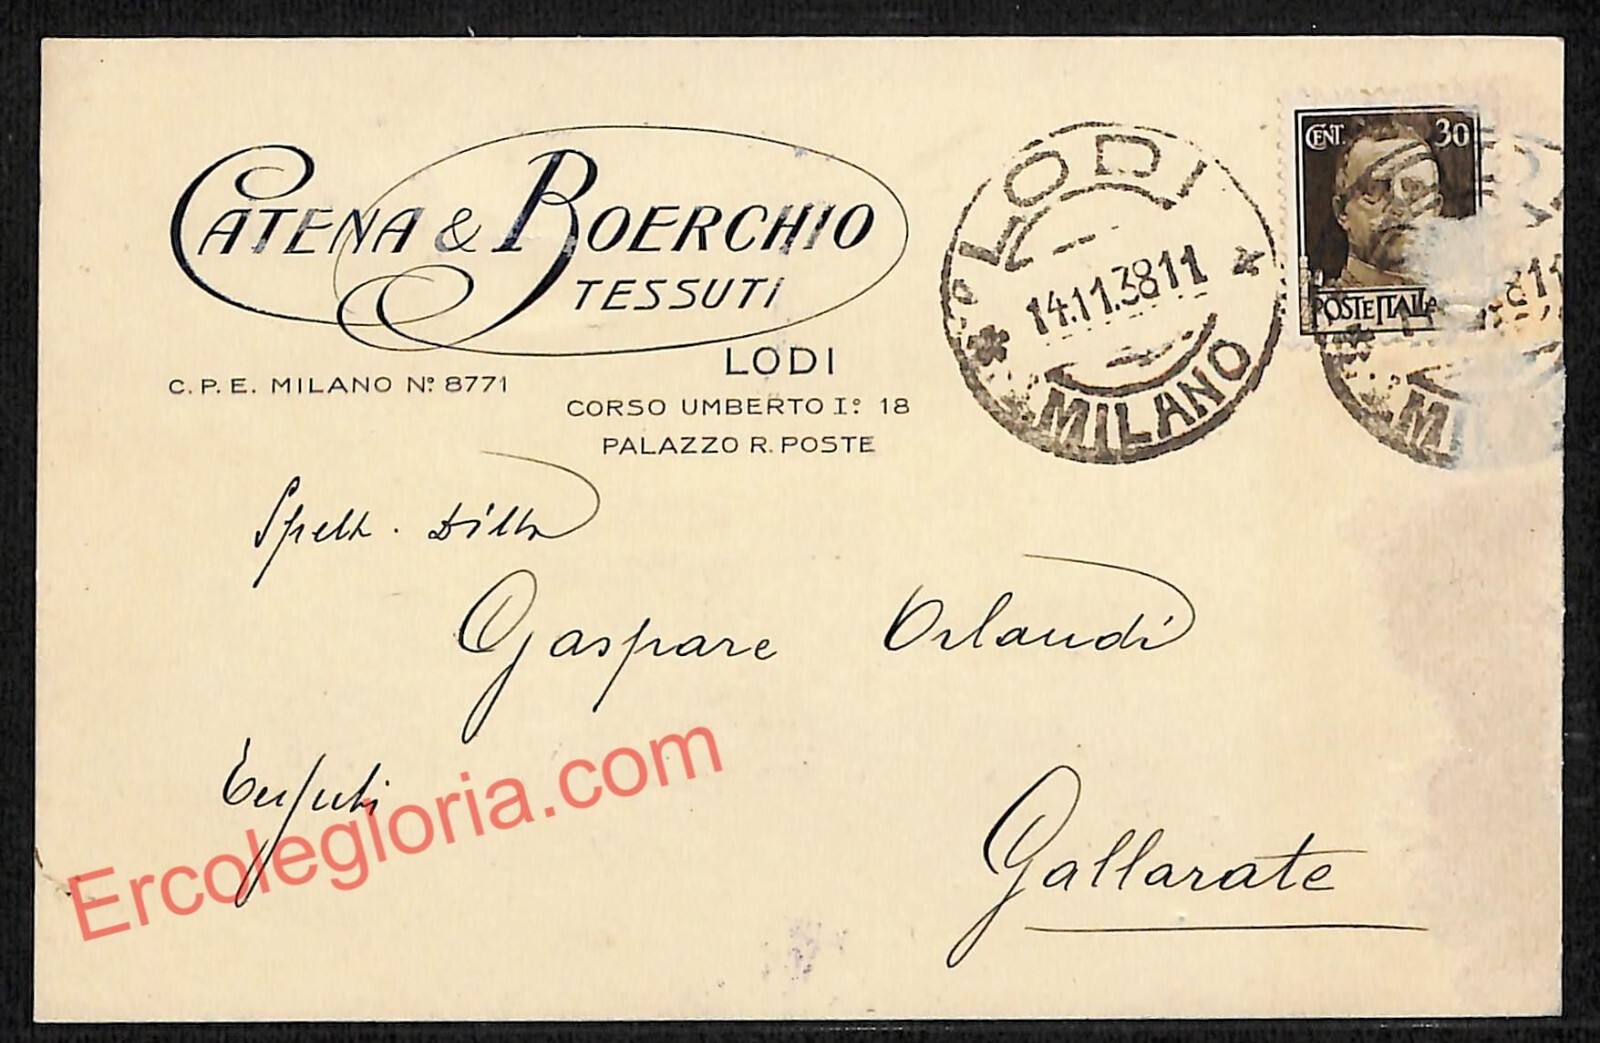 CATENA & BOERCHIO
TESSUTI
LODI
C.P.E. MILANO Nº 8771
CORSO UMBERTO Iº 18
PALAZZO R. POSTE
LODI
14.11.38 11
MILANO
CENT. 30
POSTE ITALIANE
Spett. Ditta
Gaspare Orlandi
Gallarate
Ercolegloria.com